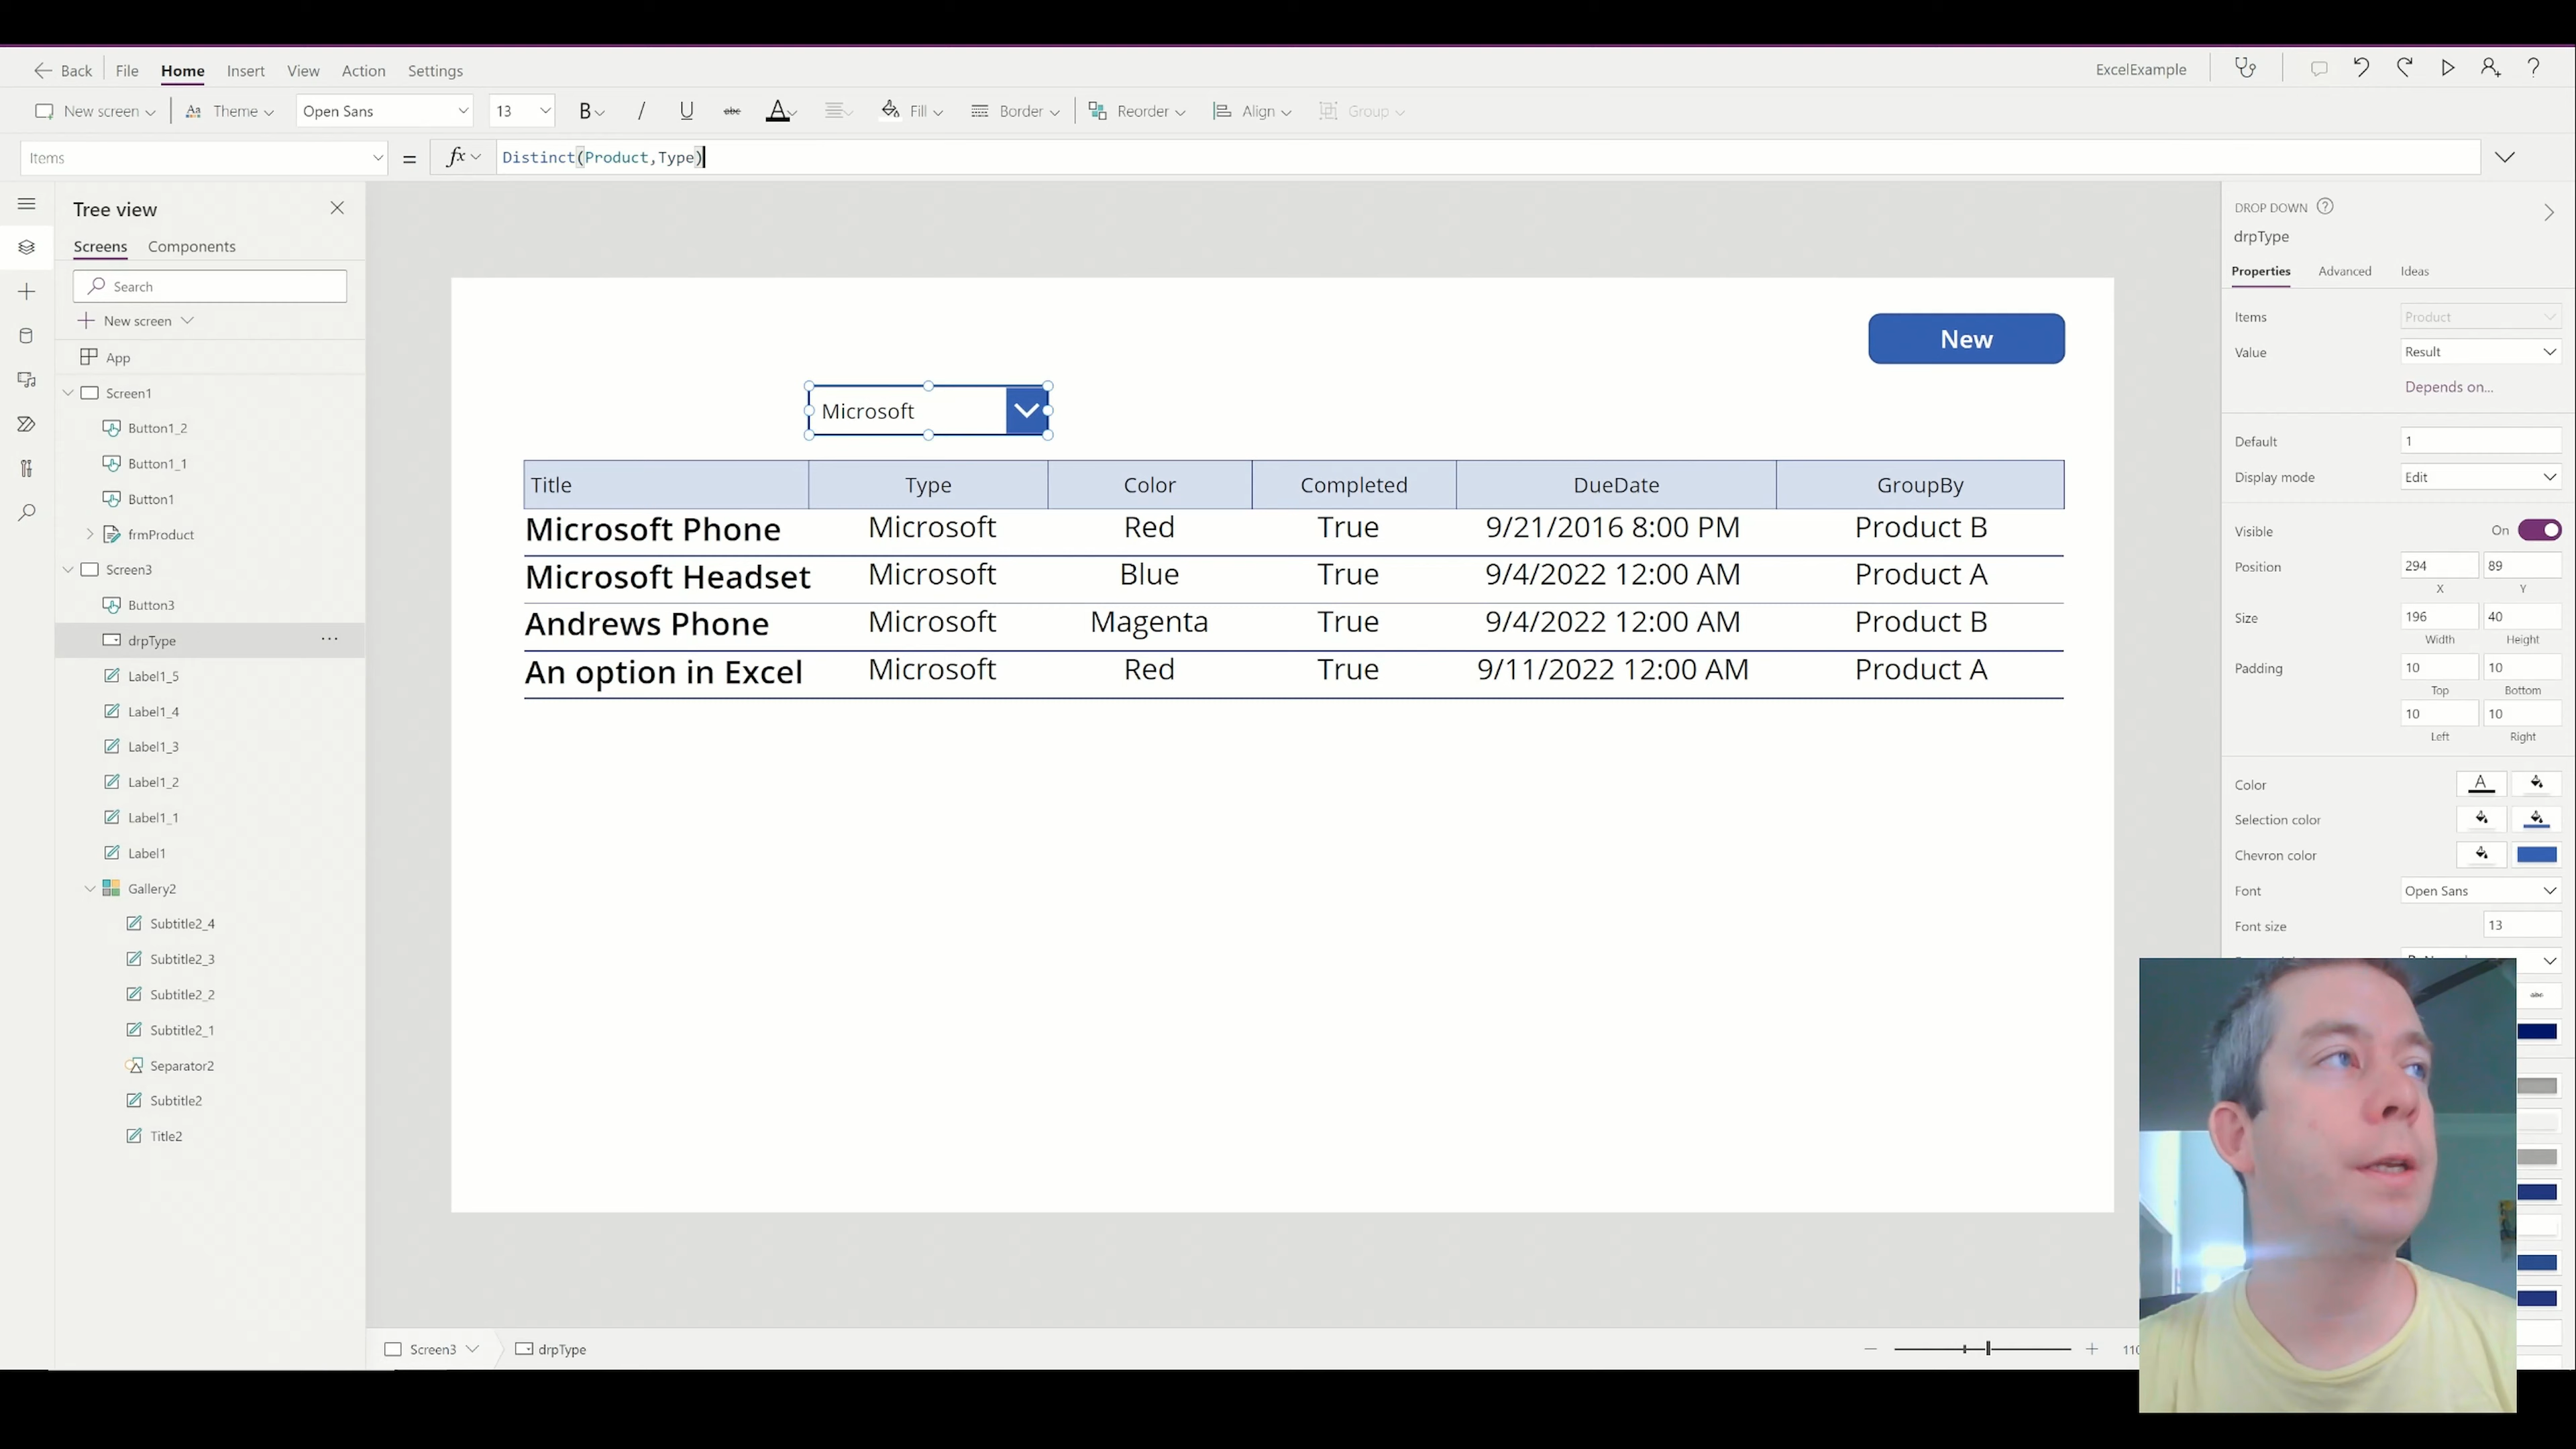 Back File Home Insert View Action Settings ExcelExample
New screen Aa Theme Open Sans 13 B / U abc A Fill Border Reorder Align Group
Items = fx Distinct(Product,Type)
Tree view
Screens Components
Search
New screen
App
Screen1
Button1_2
Button1_1
Button1
frmProduct
Screen3
Button3
drpType ...
Label1_5
Label1_4
Label1_3
Label1_2
Label1_1
Label1
Gallery2
Subtitle2_4
Subtitle2_3
Subtitle2_2
Subtitle2_1
Separator2
Subtitle2
Title2
New
Microsoft
Title Type Color Completed DueDate GroupBy
Microsoft Phone Microsoft Red True 9/21/2016 8:00 PM Product B
Microsoft Headset Microsoft Blue True 9/4/2022 12:00 AM Product A
Andrews Phone Microsoft Magenta True 9/4/2022 12:00 AM Product B
An option in Excel Microsoft Red True 9/11/2022 12:00 AM Product A
Screen3 drpType
DROP DOWN ?
drpType
Properties Advanced Ideas
Items Product
Value Result
Depends on...
Default 1
Display mode Edit
Visible On
Position 294 89
X Y
Size 196 40
Width Height
Padding 10 10
Top Bottom
10 10
Left Right
Color A
Selection color
Chevron color
Font Open Sans
Font size 13
abc